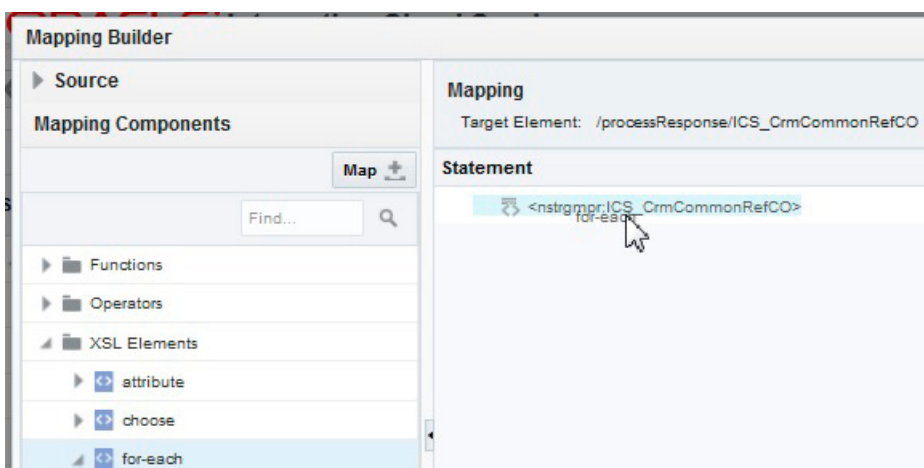 Mapping Builder
Source
Mapping Components
Map
Find...
Functions
Operators
XSL Elements
attribute
choose
for-each
Mapping
Target Element: /processResponse/ICS_CrmCommonRefCO
Statement
<nstrgmpr:ICS_CrmCommonRefCO>
for-each